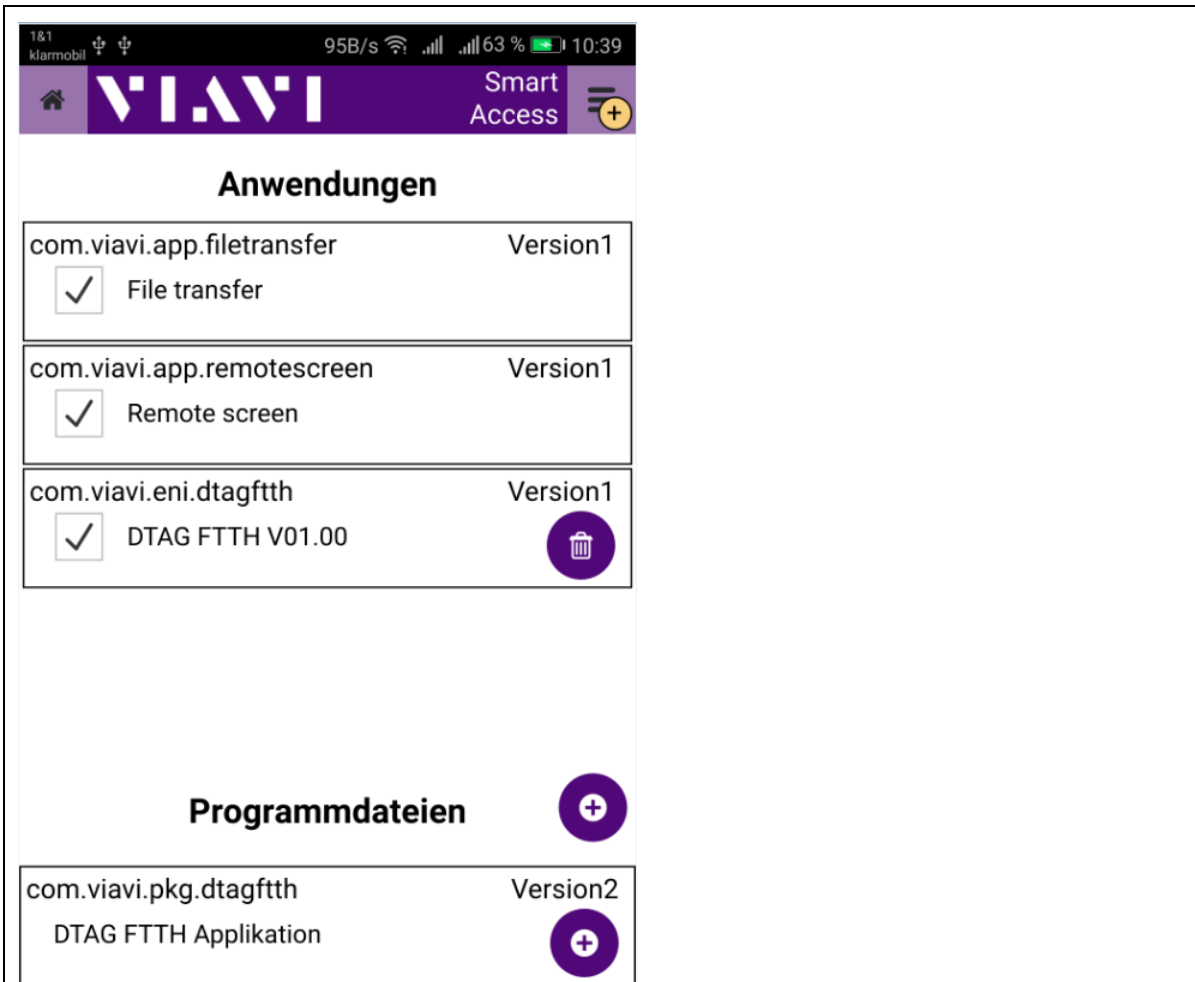 1&1
klarmobil 95B/s 63 % 10:39
VIAVI Smart
Access
Anwendungen
com.viavi.app.filetransfer Version1
File transfer
com.viavi.app.remotescreen Version1
Remote screen
com.viavi.eni.dtagftth Version1
DTAG FTTH V01.00
Programmdateien
com.viavi.pkg.dtagftth Version2
DTAG FTTH Applikation